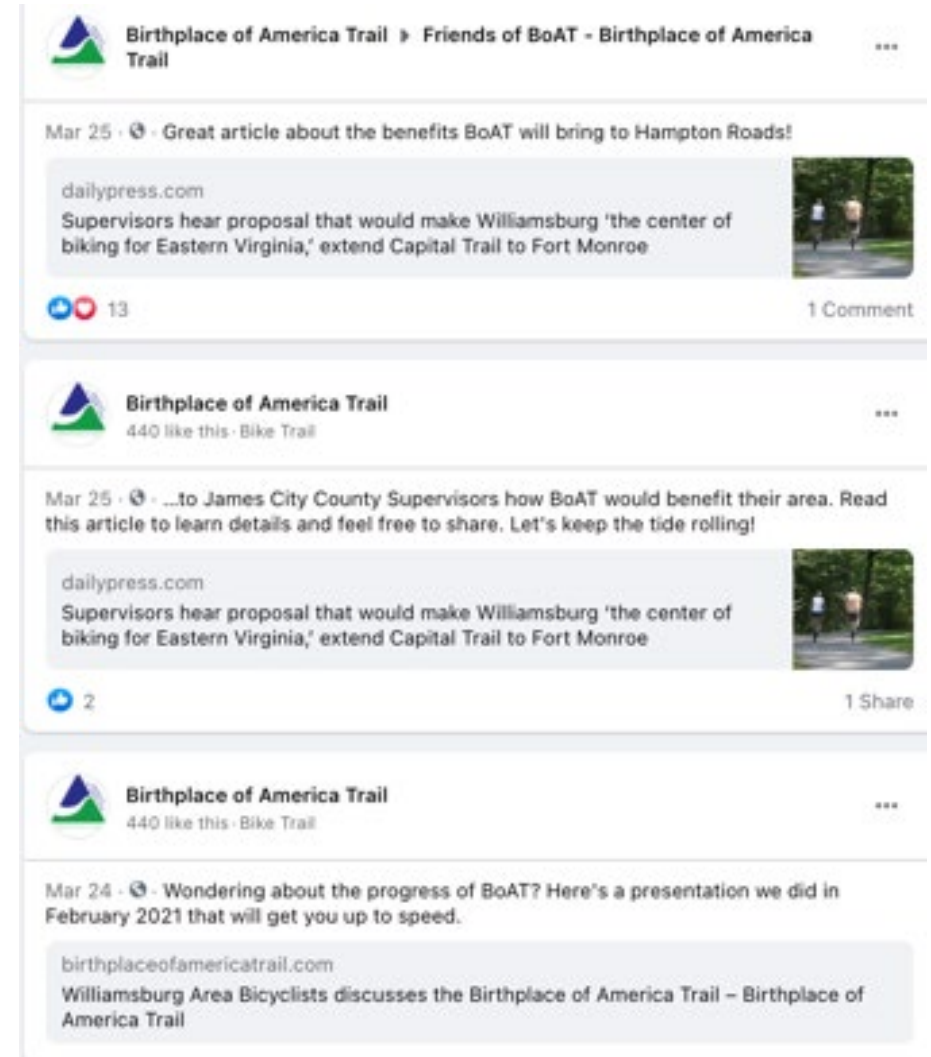 Birthplace of America Trail ▸ Friends of BoAT - Birthplace of America
Trail
Mar 25 · Great article about the benefits BoAT will bring to Hampton Roads!
dailypress.com
Supervisors hear proposal that would make Williamsburg 'the center of
biking for Eastern Virginia,' extend Capital Trail to Fort Monroe
13
1 Comment
Birthplace of America Trail
440 like this · Bike Trail
Mar 25 · ...to James City County Supervisors how BoAT would benefit their area. Read
this article to learn details and feel free to share. Let's keep the tide rolling!
dailypress.com
Supervisors hear proposal that would make Williamsburg 'the center of
biking for Eastern Virginia,' extend Capital Trail to Fort Monroe
2
1 Share
Birthplace of America Trail
440 like this · Bike Trail
Mar 24 · Wondering about the progress of BoAT? Here's a presentation we did in
February 2021 that will get you up to speed.
birthplaceofamericatrail.com
Williamsburg Area Bicyclists discusses the Birthplace of America Trail – Birthplace of
America Trail